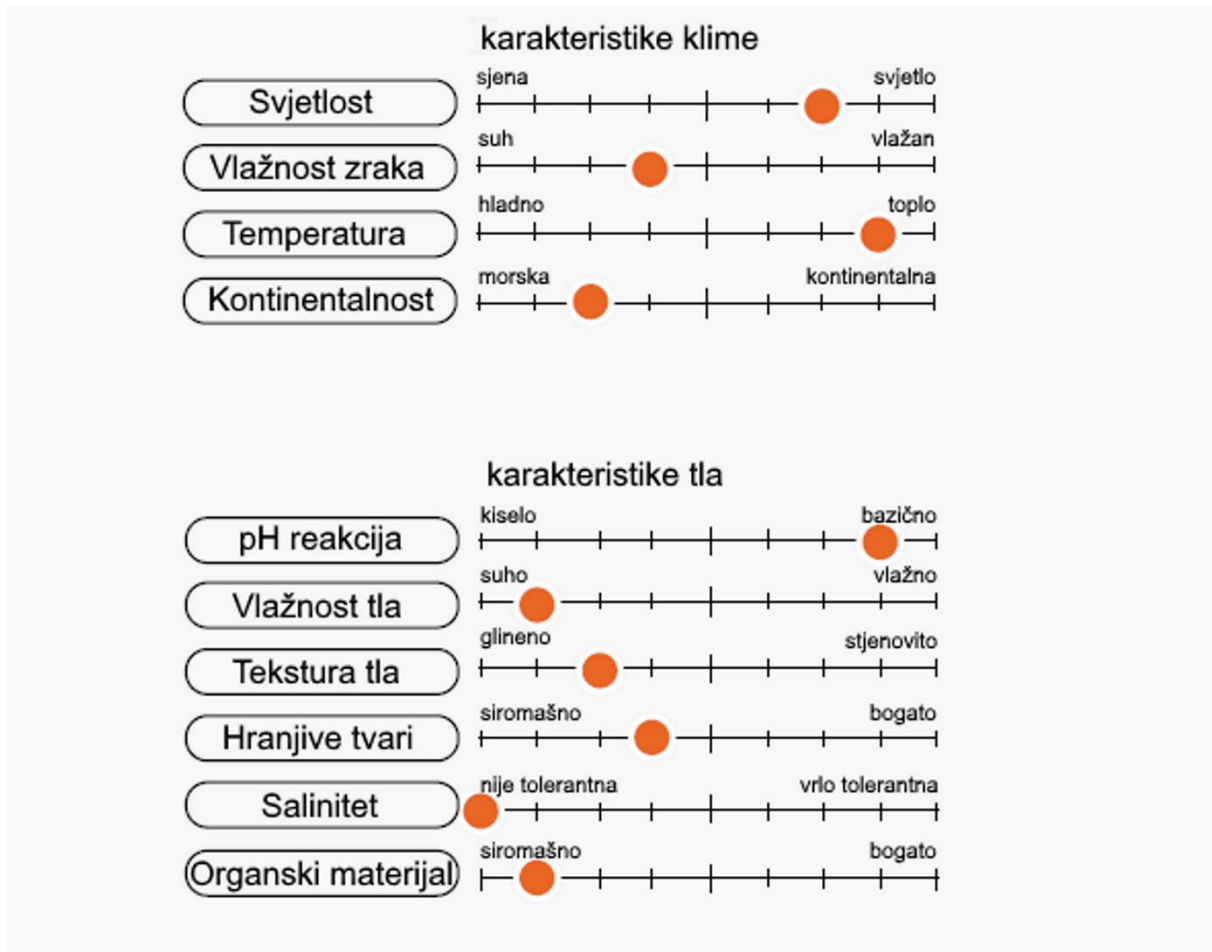 karakteristike klime
Svjetlost
sjena svjetlo
Vlažnost zraka
suh vlažan
Temperatura
hladno toplo
Kontinentalnost
morska kontinentalna
karakteristike tla
pH reakcija
kiselo bazično
Vlažnost tla
suho vlažno
Tekstura tla
glineno stjenovito
Hranjive tvari
siromašno bogato
Salinitet
nije tolerantna vrlo tolerantna
Organski materijal
siromašno bogato